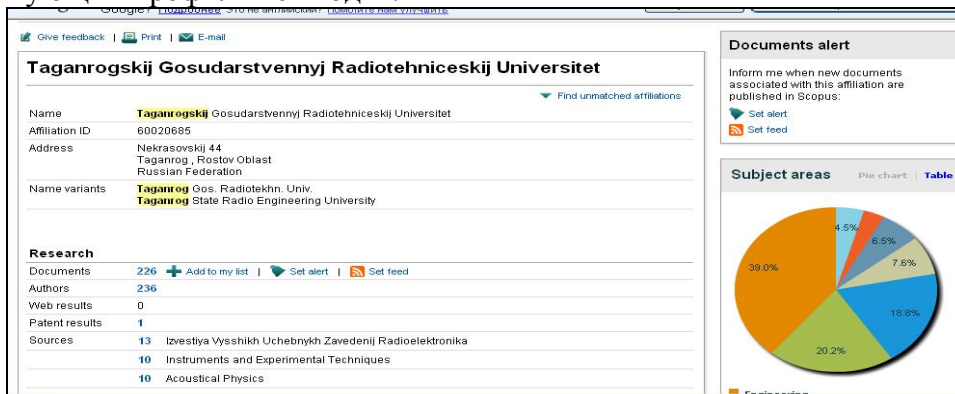 Google? Подробнее Это не английский? Помогите нам улучшить
Give feedback | Print | E-mail
Taganrogskij Gosudarstvennyj Radiotehniceskij Universitet
Find unmatched affiliations
Name Taganrogskij Gosudarstvennyj Radiotehniceskij Universitet
Affiliation ID 60020685
Address Nekrasovskij 44
Taganrog , Rostov Oblast
Russian Federation
Name variants Taganrog Gos. Radiotekhn. Univ.
Taganrog State Radio Engineering University
Research
Documents 226 Add to my list | Set alert | Set feed
Authors 236
Web results 0
Patent results 1
Sources 13 Izvestiya Vysshikh Uchebnykh Zavedenij Radioelektronika
10 Instruments and Experimental Techniques
10 Acoustical Physics
Documents alert
Inform me when new documents
associated with this affiliation are
published in Scopus:
Set alert
Set feed
Subject areas Pie chart | Table
4.5%
6.5%
7.6%
39.0%
18.8%
20.2%
Engineering